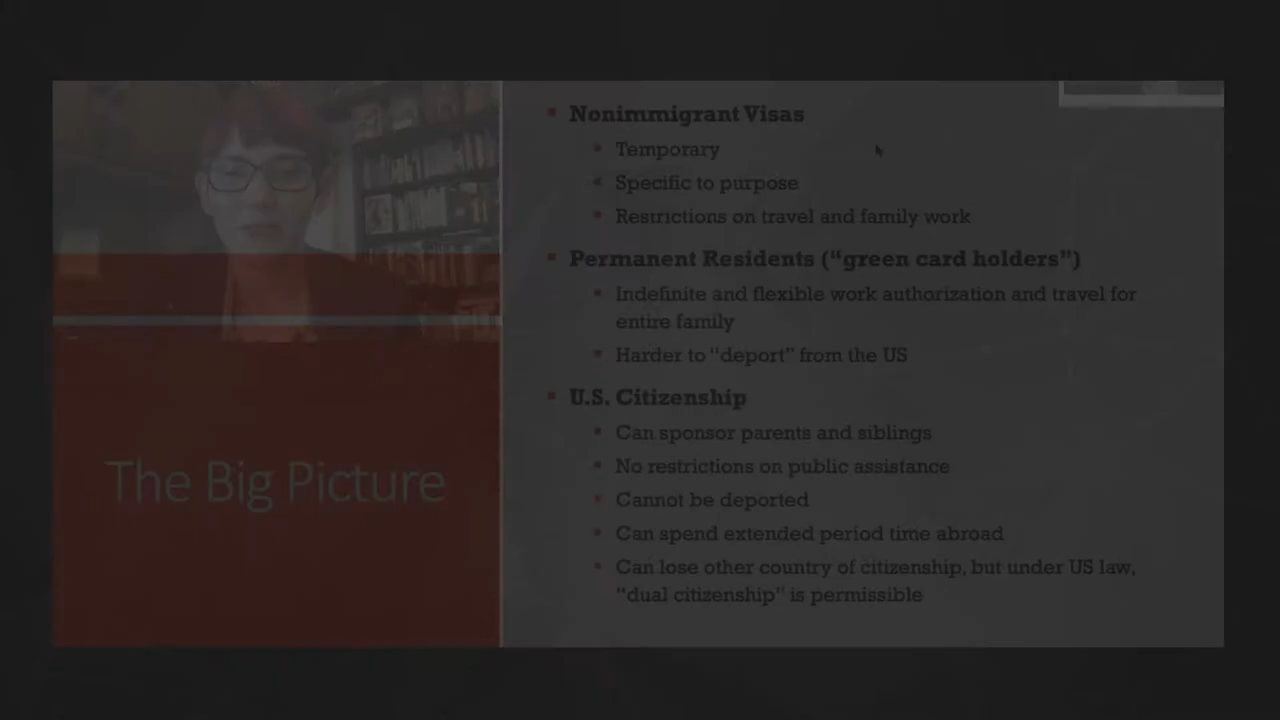 The Big Picture
Nonimmigrant Visas
Temporary
Specific to purpose
Restrictions on travel and family work
Permanent Residents (“green card holders”)
Indefinite and flexible work authorization and travel for
entire family
Harder to “deport” from the US
U.S. Citizenship
Can sponsor parents and siblings
No restrictions on public assistance
Cannot be deported
Can spend extended period time abroad
Can lose other country of citizenship, but under US law,
“dual citizenship” is permissible